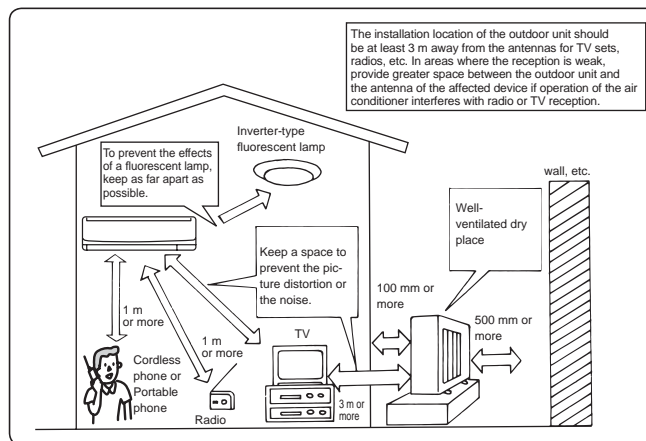 The installation location of the outdoor unit should
be at least 3 m away from the antennas for TV sets,
radios, etc. In areas where the reception is weak,
provide greater space between the outdoor unit and
the antenna of the affected device if operation of the air
conditioner interferes with radio or TV reception.
Inverter-type
fluorescent lamp
To prevent the effects
of a fluorescent lamp,
keep as far apart as
possible.
wall, etc.
Well-
ventilated dry
place
Keep a space to
prevent the pic-
ture distortion or
the noise.
100 mm or
more
500 mm or
more
1 m
or more
1 m
or more
TV
Cordless
phone or
Portable
phone
Radio
3 m or
more